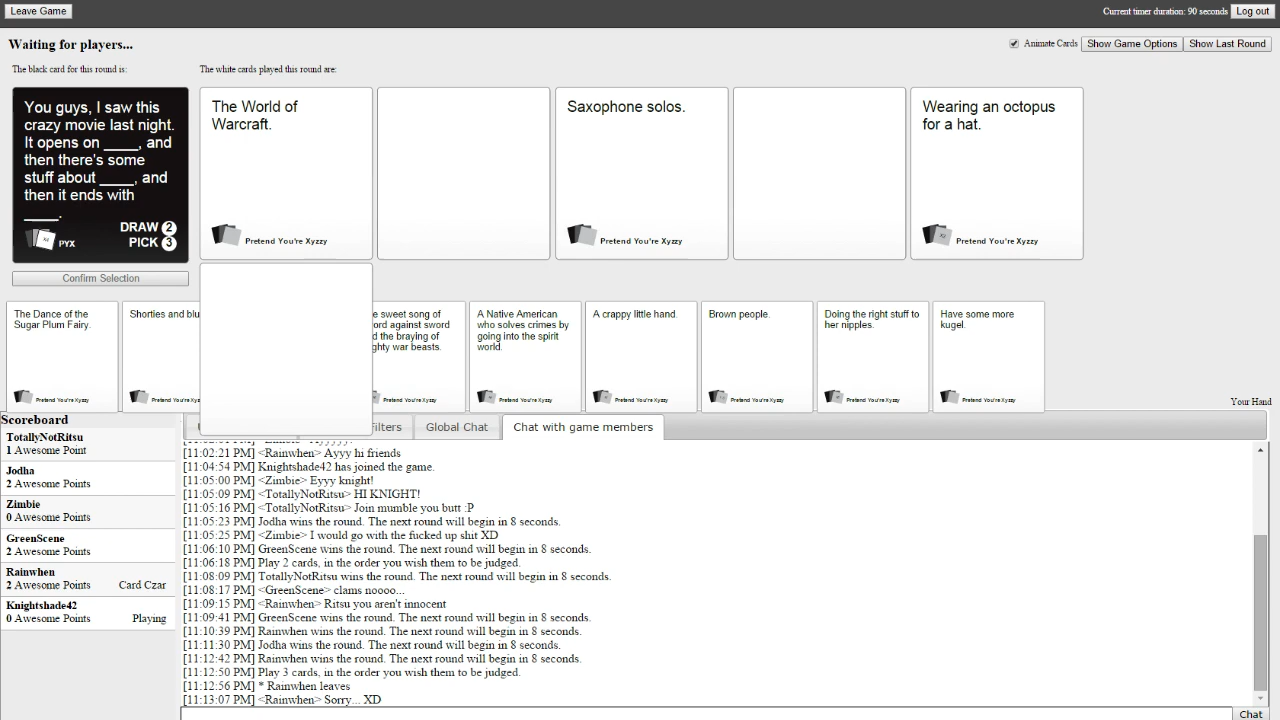 Leave Game
Current timer duration: 90 seconds
Log out
Waiting for players...
Animate Cards
Show Game Options
Show Last Round
The black card for this round is:
The white cards played this round are:
You guys, I saw this
crazy movie last night.
It opens on ____, and
then there's some
stuff about ____, and
then it ends with
____.
DRAW 2
PICK 3
PYX
The World of
Warcraft.
Pretend You're Xyzzy
Saxophone solos.
Pretend You're Xyzzy
Wearing an octopus
for a hat.
Pretend You're Xyzzy
Confirm Selection
The Dance of the
Sugar Plum Fairy.
Pretend You're Xyzzy
Shorties and blu
Pretend You're Xyzzy
e sweet song of
ord against sword
d the braying of
ghty war beasts.
Pretend You're Xyzzy
A Native American
who solves crimes by
going into the spirit
world.
Pretend You're Xyzzy
A crappy little hand.
Pretend You're Xyzzy
Brown people.
Pretend You're Xyzzy
Doing the right stuff to
her nipples.
Pretend You're Xyzzy
Have some more
kugel.
Pretend You're Xyzzy
Your Hand
Scoreboard
TotallyNotRitsu
1 Awesome Point
Jodha
2 Awesome Points
Zimbie
0 Awesome Points
GreenScene
2 Awesome Points
Rainwhen
2 Awesome Points
Card Czar
Knightshade42
0 Awesome Points
Playing
Filters
Global Chat
Chat with game members
[11:02:21 PM] <Rainwhen> Ayyy hi friends
[11:04:54 PM] Knightshade42 has joined the game.
[11:05:00 PM] <Zimbie> Eyyy knight!
[11:05:09 PM] <TotallyNotRitsu> HI KNIGHT!
[11:05:16 PM] <TotallyNotRitsu> Join mumble you butt :P
[11:05:23 PM] Jodha wins the round. The next round will begin in 8 seconds.
[11:05:25 PM] <Zimbie> I would go with the fucked up shit XD
[11:06:10 PM] GreenScene wins the round. The next round will begin in 8 seconds.
[11:06:18 PM] Play 2 cards, in the order you wish them to be judged.
[11:08:09 PM] TotallyNotRitsu wins the round. The next round will begin in 8 seconds.
[11:08:17 PM] <GreenScene> clams noooo...
[11:09:15 PM] <Rainwhen> Ritsu you aren't innocent
[11:09:41 PM] GreenScene wins the round. The next round will begin in 8 seconds.
[11:10:39 PM] Rainwhen wins the round. The next round will begin in 8 seconds.
[11:11:30 PM] Jodha wins the round. The next round will begin in 8 seconds.
[11:12:42 PM] Rainwhen wins the round. The next round will begin in 8 seconds.
[11:12:50 PM] Play 3 cards, in the order you wish them to be judged.
[11:12:56 PM] * Rainwhen leaves
[11:13:07 PM] <Rainwhen> Sorry... XD
Chat